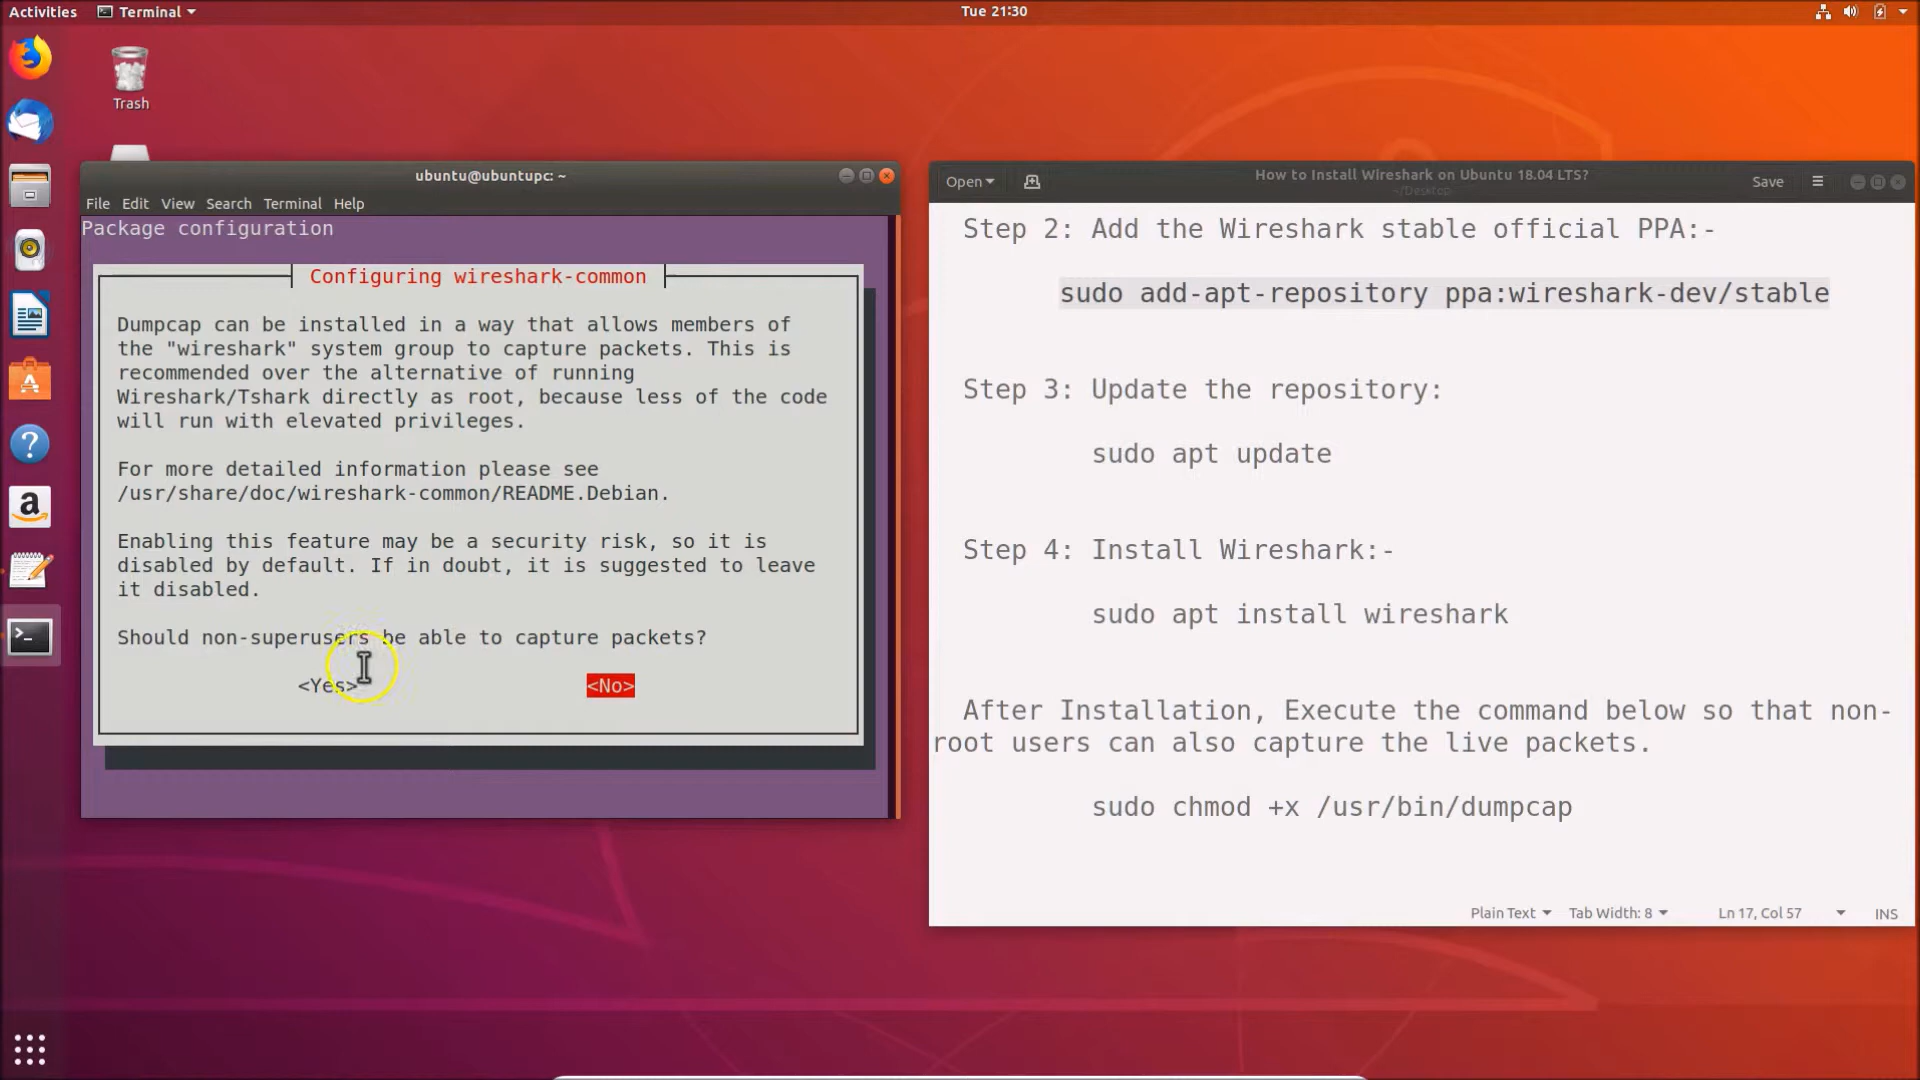 Activities
Terminal
Tue 21:30
Trash
ubuntu@ubuntupc: ~
File Edit View Search Terminal Help
Package configuration
Configuring wireshark-common
Dumpcap can be installed in a way that allows members of
the "wireshark" system group to capture packets. This is
recommended over the alternative of running
Wireshark/Tshark directly as root, because less of the code
will run with elevated privileges.
For more detailed information please see
/usr/share/doc/wireshark-common/README.Debian.
Enabling this feature may be a security risk, so it is
disabled by default. If in doubt, it is suggested to leave
it disabled.
Should non-superusers be able to capture packets?
<Yes>
<No>
Open
How to Install Wireshark on Ubuntu 18.04 LTS?
~/Desktop
Save
Step 2: Add the Wireshark stable official PPA:-
sudo add-apt-repository ppa:wireshark-dev/stable
Step 3: Update the repository:
sudo apt update
Step 4: Install Wireshark:-
sudo apt install wireshark
After Installation, Execute the command below so that non-
root users can also capture the live packets.
sudo chmod +x /usr/bin/dumpcap
Plain Text
Tab Width: 8
Ln 17, Col 57
INS